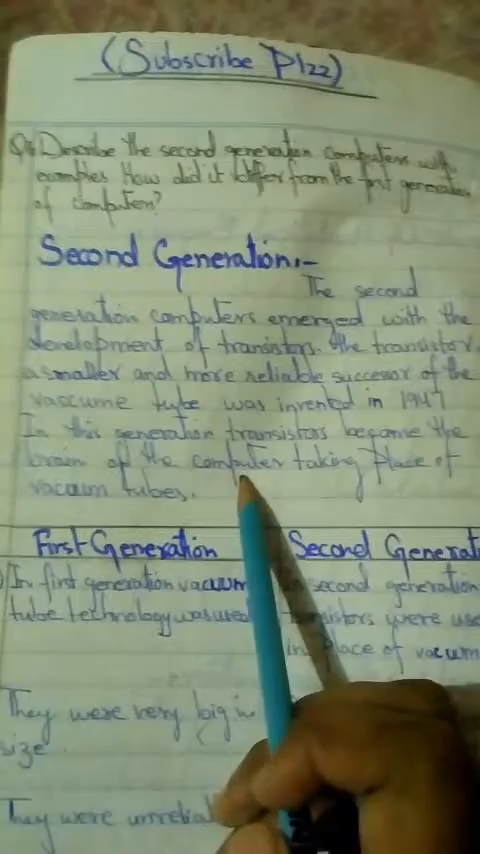 (Subscribe Plzz)
Q: Describe the second generation computers with
examples. How did it differ from the first generation
of computer?
Second Generation:-
The second
generation computers emerged with the
development of transistors. The transistor,
a smaller and more reliable successor of the
vaccume tube was invented in 1947
In this generation transistors became the
brain of the computer taking place of
vacuum tubes.
First Generation Second Generat
In first generation vacuum second generation
tube technology was used transistors were use
in place of vacuum
They were very big in
size
They were